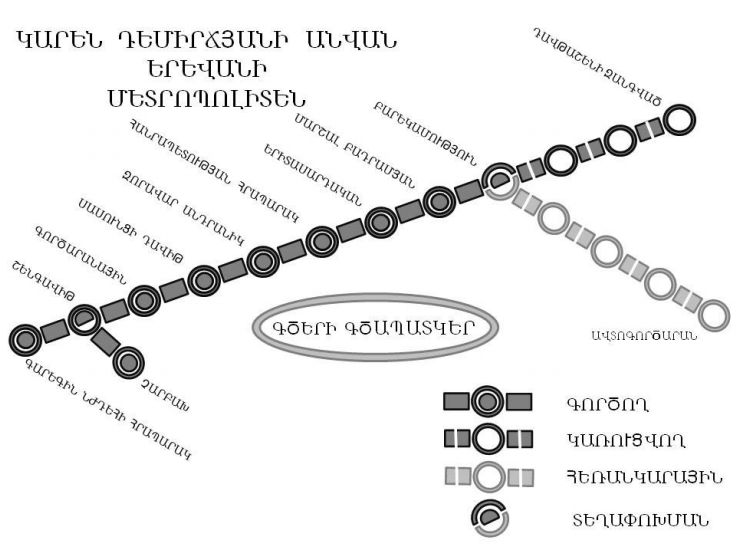 ԿԱՐԵՆ ԴԵՄԻՐՃՅԱՆԻ ԱՆՎԱՆ
ԵՐԵՎԱՆԻ
ՄԵՏՐՈՊՈԼԻՏԵՆ
ԴԱՎԹԱՇԵՆԻ ԶԱՆԳՎԱԾ
ԲԱՐԵԿԱՄՈՒԹՅՈՒՆ
ՄԱՐՇԱԼ ԲԱՂՐԱՄՅԱՆ
ԵՐԻՏԱՍԱՐԴԱԿԱՆ
ՀԱՆՐԱՊԵՏՈՒԹՅԱՆ ՀՐԱՊԱՐԱԿ
ԶՈՐԱՎԱՐ ԱՆԴՐԱՆԻԿ
ՍԱՍՈՒՆՑԻ ԴԱՎԻԹ
ԳՈՐԾԱՐԱՆԱՅԻՆ
ՇԵՆԳԱՎԻԹ
ԳԱՐԵԳԻՆ ՆԺԴԵՀԻ ՀՐԱՊԱՐԱԿ
ՉԱՐԲԱԽ
ԳԾԵՐԻ ԳԾԱՊԱՏԿԵՐ
ԱՎՏՈԳՈՐԾԱՐԱՆ
ԳՈՐԾՈՂ
ԿԱՌՈՒՑՎՈՂ
ՀԵՌԱՆԿԱՐԱՅԻՆ
ՏԵՂԱՓՈԽՄԱՆ